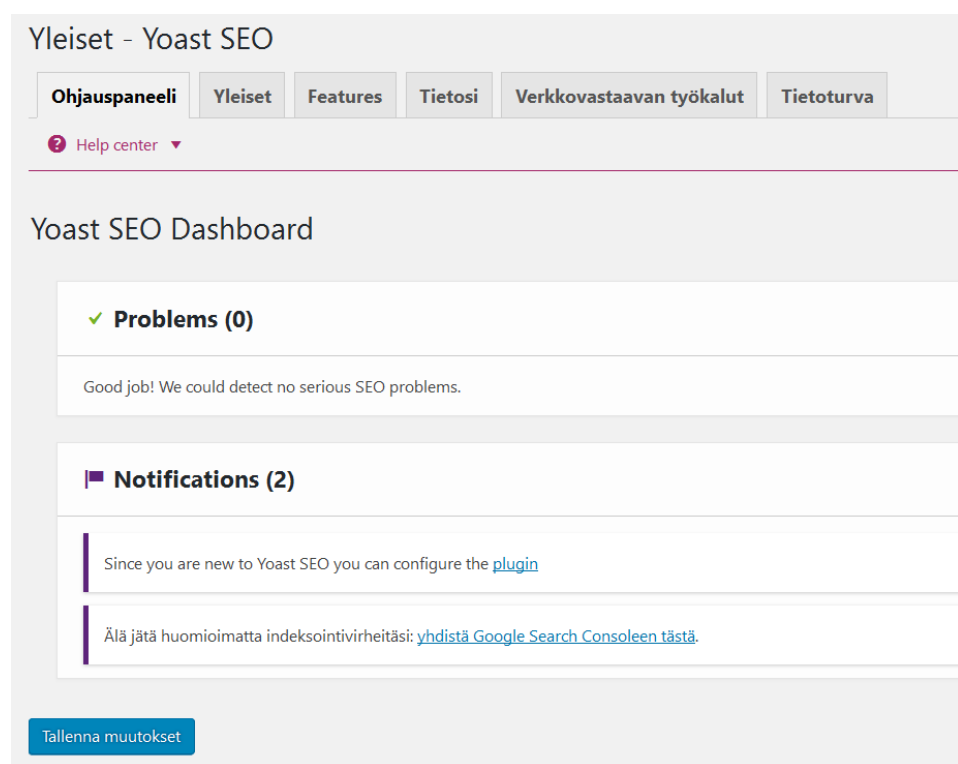 Yleiset - Yoast SEO
Ohjauspaneeli Yleiset Features Tietosi Verkkovastaavan työkalut Tietoturva
? Help center ▼
Yoast SEO Dashboard
Problems (0)
Good job! We could detect no serious SEO problems.
Notifications (2)
Since you are new to Yoast SEO you can configure the plugin
Älä jätä huomioimatta indeksointivirheitäsi: yhdistä Google Search Consoleen tästä.
Tallenna muutokset